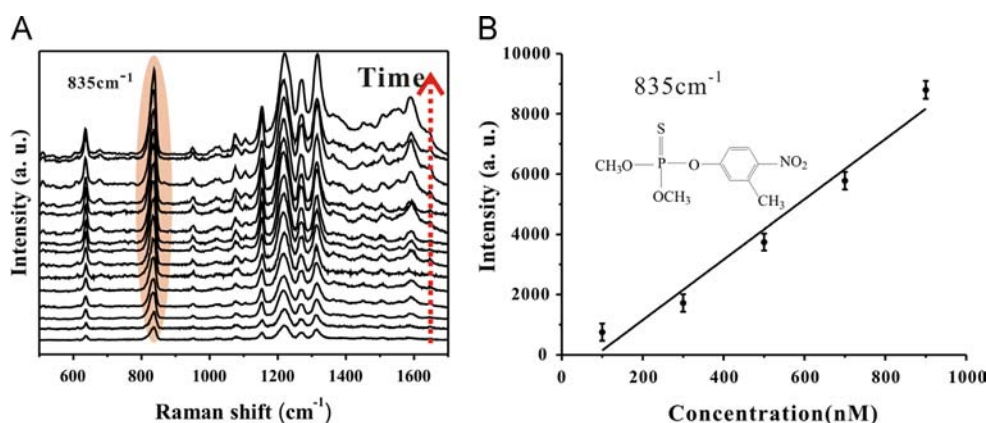 A
835cm⁻¹
Time
Intensity (a. u.)
600 800 1000 1200 1400 1600
Raman shift (cm⁻¹)
B
10000
8000
6000
4000
2000
0
835cm⁻¹
S
CH₃O P O NO₂
OCH₃ CH₃
Intensity (a. u.)
0 200 400 600 800 1000
Concentration(nM)